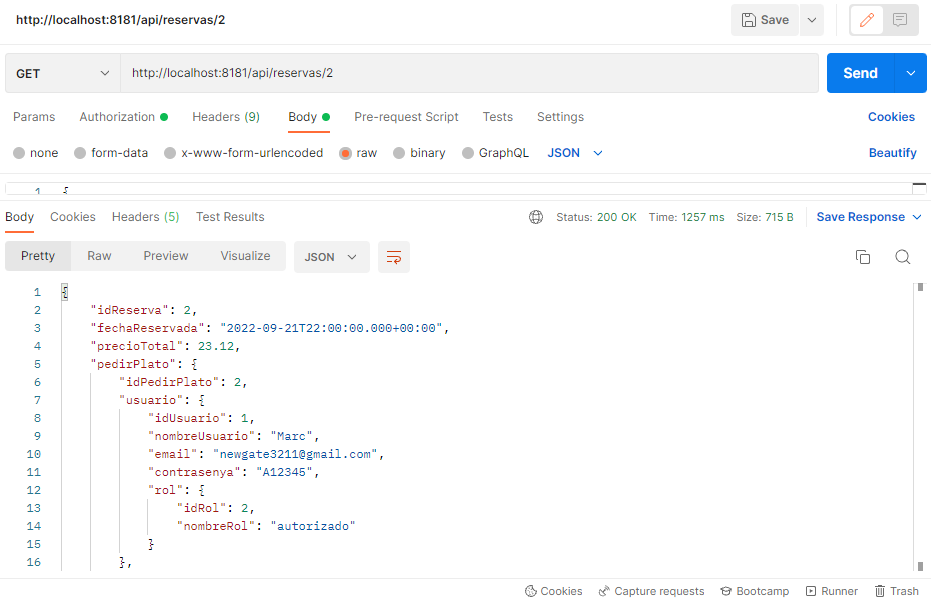 http://localhost:8181/api/reservas/2
Save
GET http://localhost:8181/api/reservas/2 Send
Params Authorization Headers (9) Body Pre-request Script Tests Settings Cookies
none form-data x-www-form-urlencoded raw binary GraphQL JSON Beautify
1 {
Body Cookies Headers (5) Test Results Status: 200 OK Time: 1257 ms Size: 715 B Save Response
Pretty Raw Preview Visualize JSON
1 {
2 "idReserva": 2,
3 "fechaReservada": "2022-09-21T22:00:00.000+00:00",
4 "precioTotal": 23.12,
5 "pedirPlato": {
6 "idPedirPlato": 2,
7 "usuario": {
8 "idUsuario": 1,
9 "nombreUsuario": "Marc",
10 "email": "newgate3211@gmail.com",
11 "contrasenya": "A12345",
12 "rol": {
13 "idRol": 2,
14 "nombreRol": "autorizado"
15 }
16 },
Cookies Capture requests Bootcamp Runner Trash